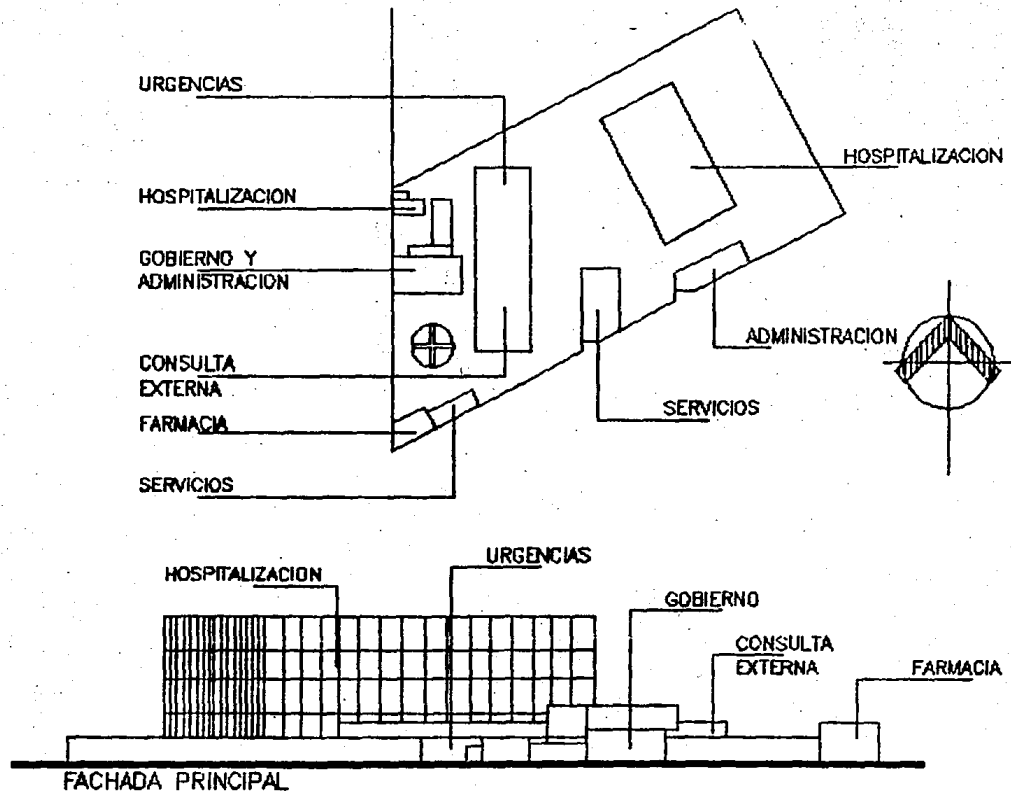 URGENCIAS
HOSPITALIZACION
HOSPITALIZACION
GOBIERNO Y
ADMINISTRACION
ADMINISTRACION
CONSULTA
EXTERNA
SERVICIOS
FARMACIA
SERVICIOS
URGENCIAS
HOSPITALIZACION
GOBIERNO
CONSULTA
EXTERNA
FARMACIA
FACHADA PRINCIPAL